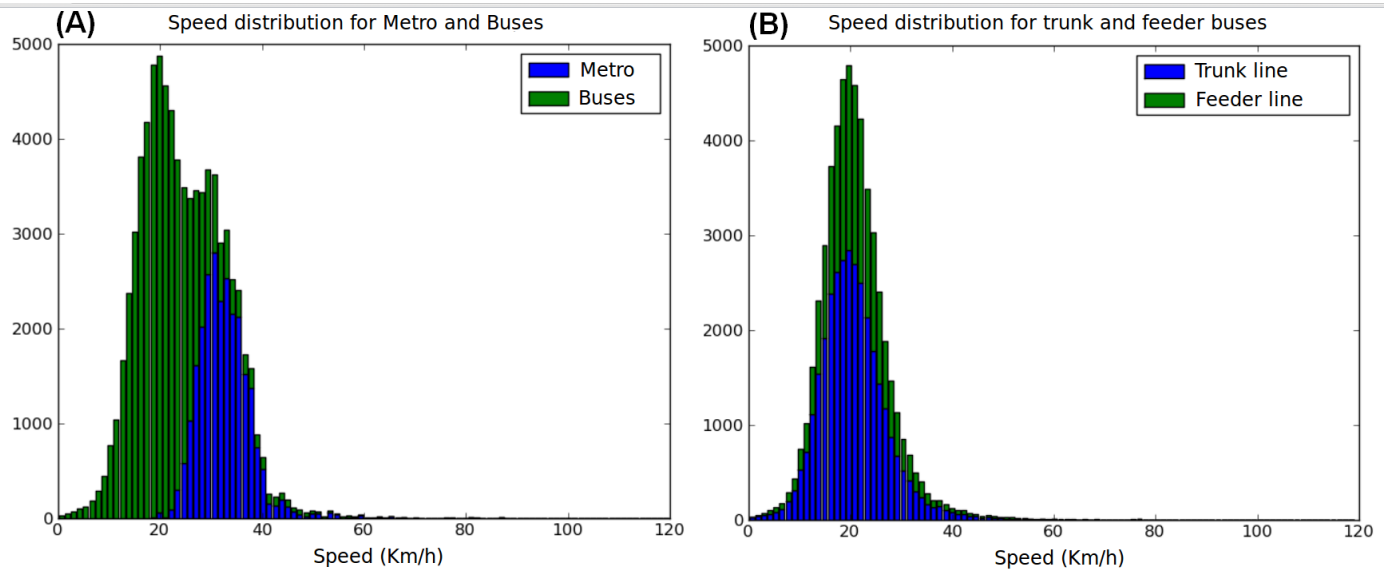 (A) Speed distribution for Metro and Buses
5000
4000
3000
2000
1000
0
0 20 40 60 80 100 120
Speed (Km/h)
Metro
Buses
(B) Speed distribution for trunk and feeder buses
5000
4000
3000
2000
1000
0
0 20 40 60 80 100 120
Speed (Km/h)
Trunk line
Feeder line